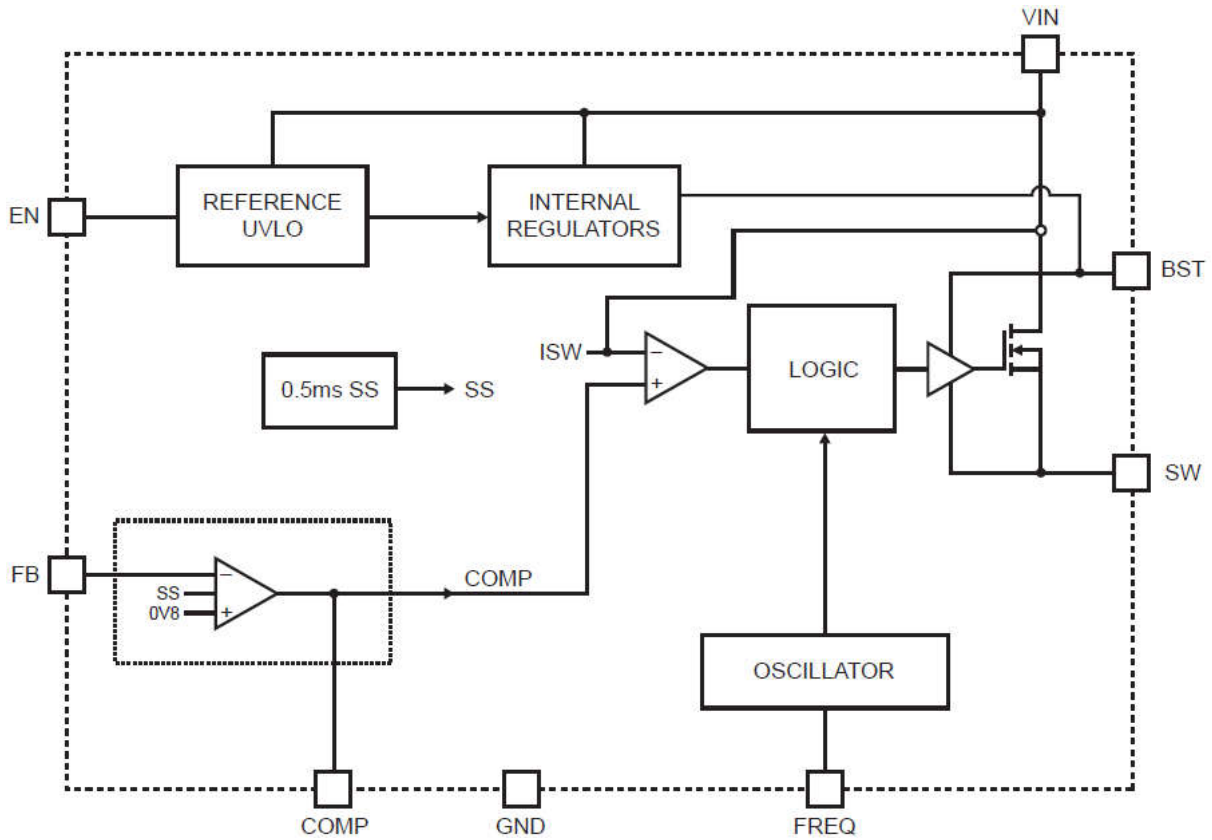 VIN
EN
REFERENCE
UVLO
INTERNAL
REGULATORS
BST
ISW
−
+
LOGIC
0.5ms SS
SS
SW
FB
−
SS
0V8
+
COMP
OSCILLATOR
COMP
GND
FREQ